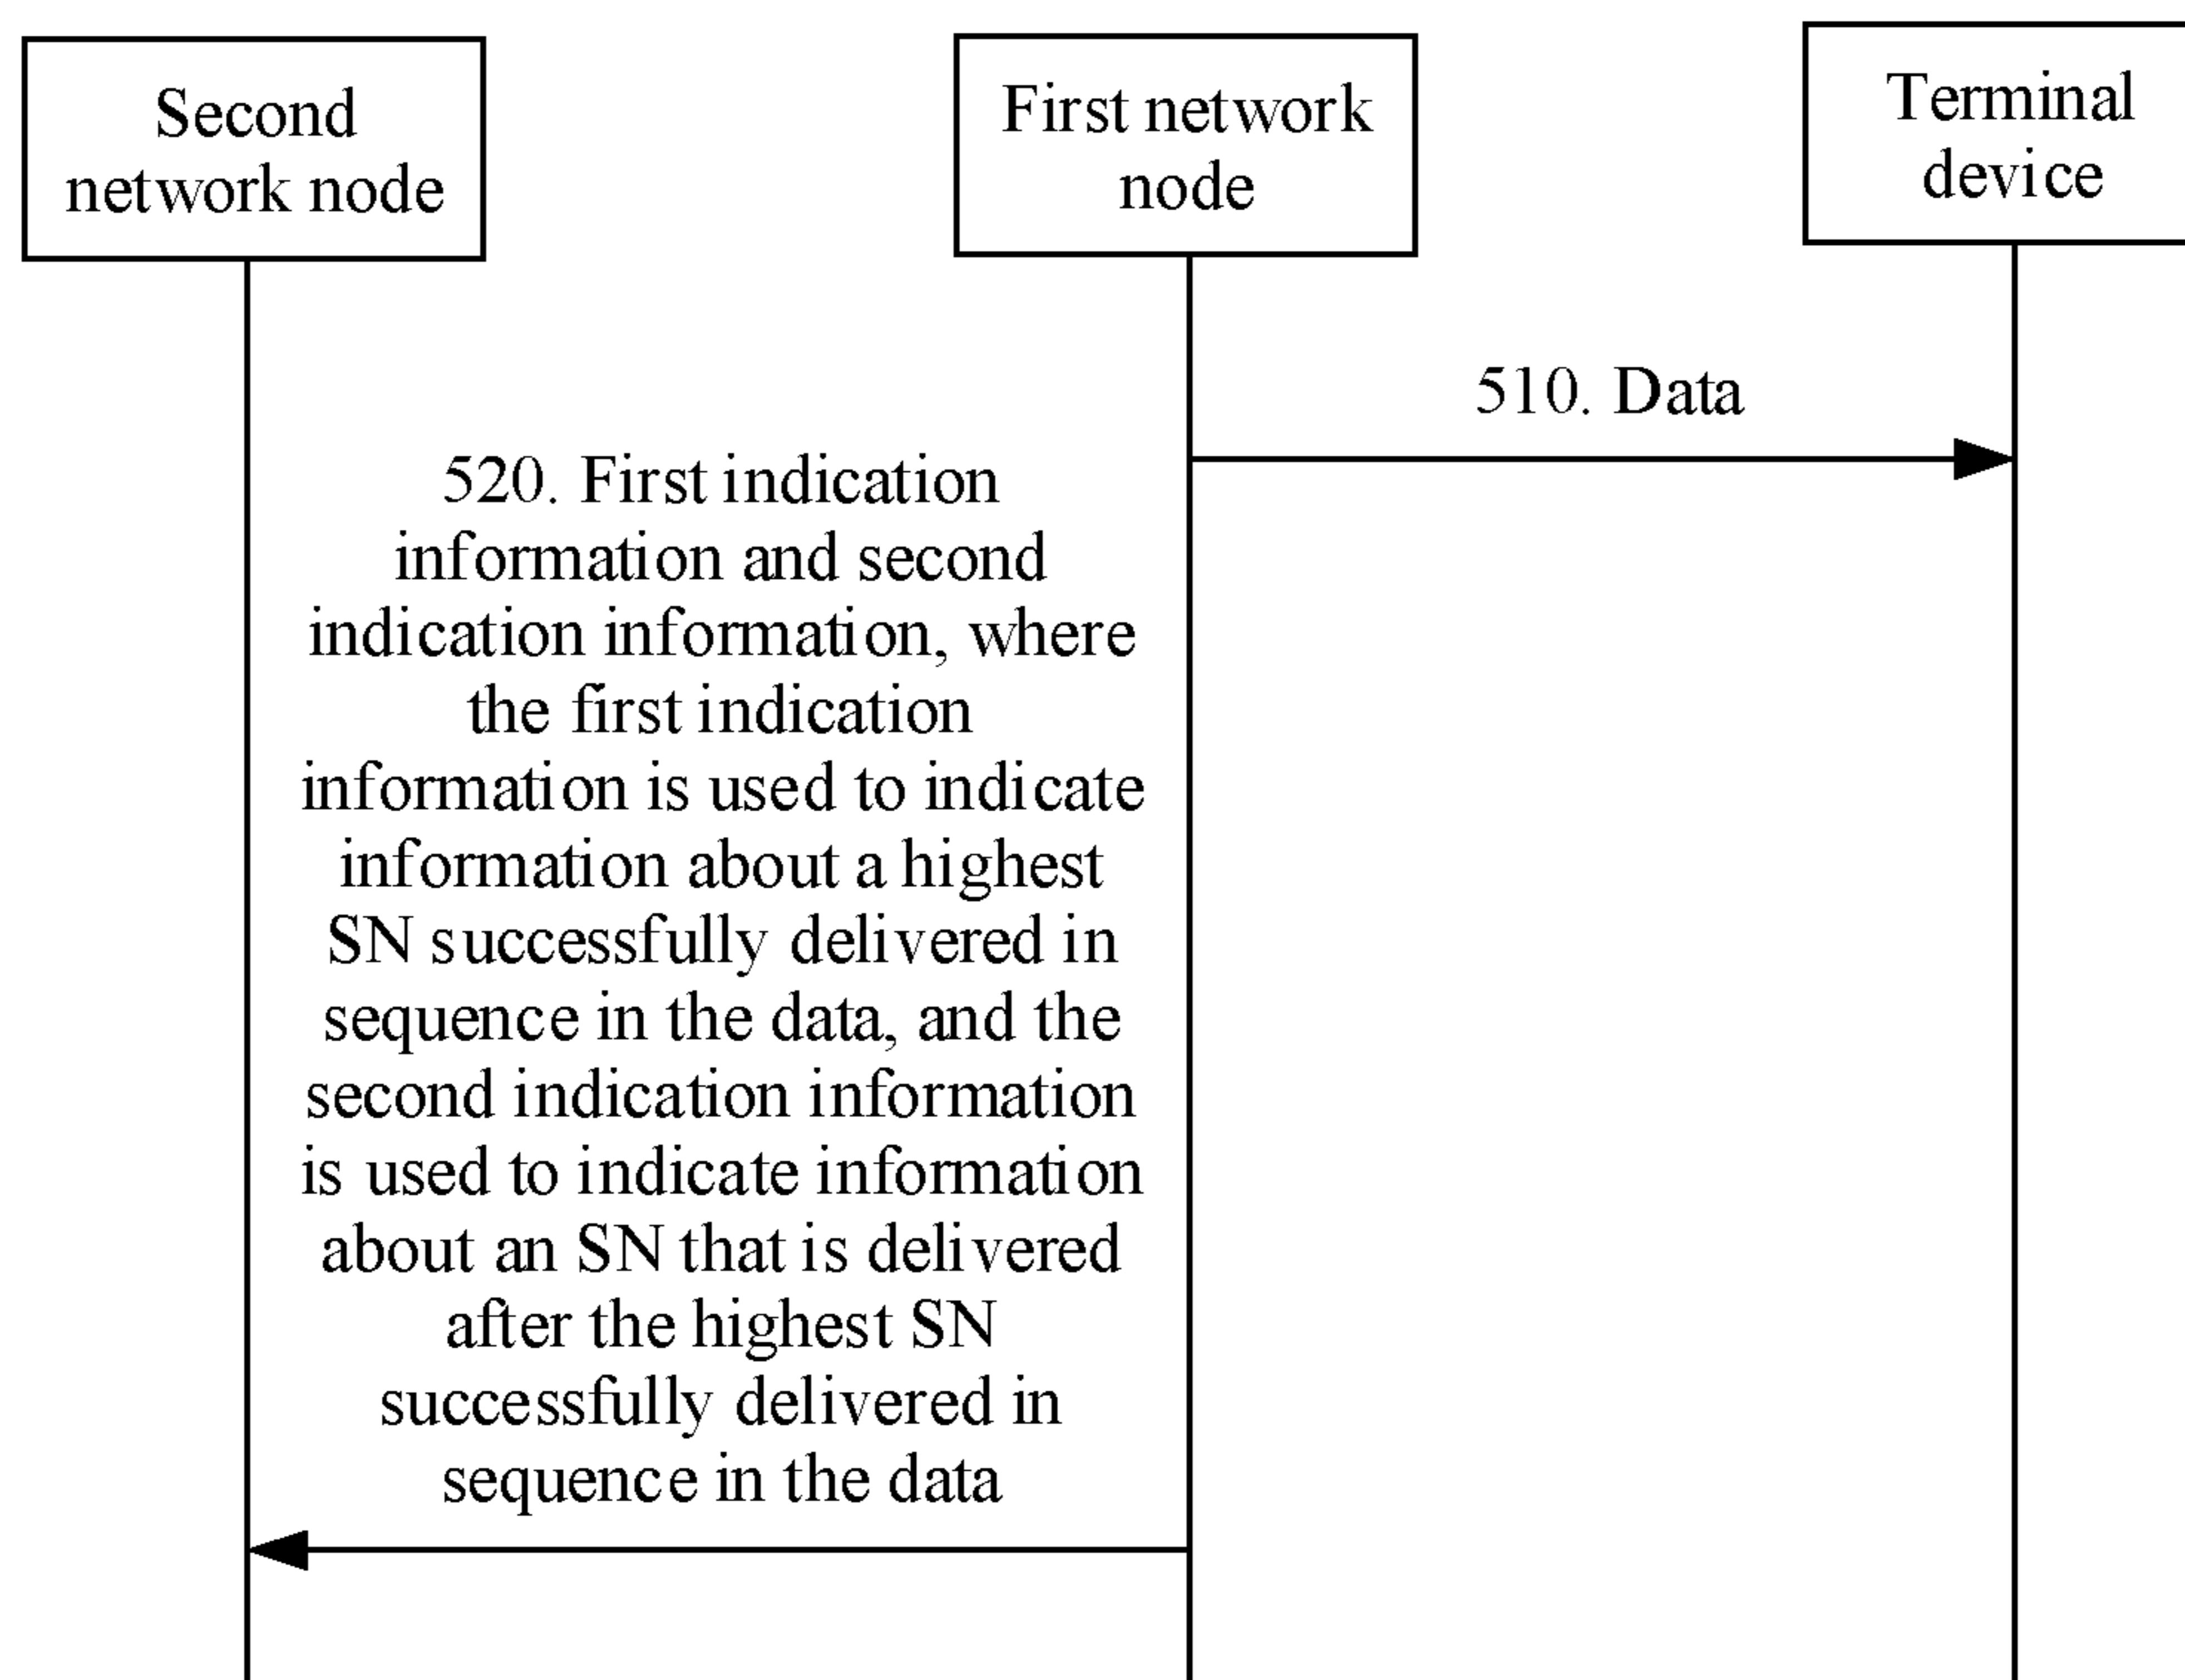 Second
network node
First network
node
Terminal
device
510. Data
520. First indication
information and second
indication information, where
the first indication
information is used to indicate
information about a highest
SN successfully delivered in
sequence in the data, and the
second indication information
is used to indicate information
about an SN that is delivered
after the highest SN
successfully delivered in
sequence in the data